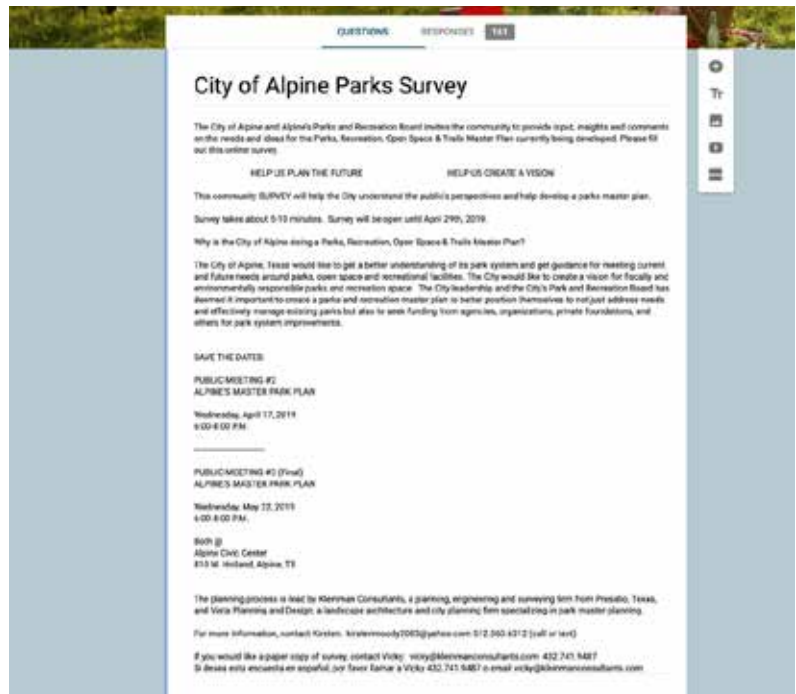 QUESTIONS RESPONSES 161
City of Alpine Parks Survey
The City of Alpine and Alpine's Parks and Recreation Board invites the community to provide input, insights and comments
on the needs and ideas for the Parks, Recreation, Open Space & Trails Master Plan currently being developed. Please fill
out this online survey.
HELP US PLAN THE FUTURE HELP US CREATE A VISION
This community SURVEY will help the City understand the public's perspectives and help develop a parks master plan.
Survey takes about 5-10 minutes. Survey will be open until April 29th, 2019.
Why is the City of Alpine doing a Parks, Recreation, Open Space & Trails Master Plan?
The City of Alpine, Texas would like to get a better understanding of its park system and get guidance for meeting current
and future needs around parks, open space and recreational facilities. The City would like to create a vision for fiscally and
environmentally responsible parks and recreation space. The City leadership and the City's Park and Recreation Board has
deemed it important to create a parks and recreation master plan to better position themselves to not just address needs
and effectively manage existing parks but also to seek funding from agencies, organizations, private foundations, and
others for park system improvements.
SAVE THE DATES:
PUBLIC MEETING #2
ALPINE'S MASTER PARK PLAN
Wednesday, April 17, 2019
6:00-8:00 P.M.
PUBLIC MEETING #3 (Final)
ALPINE'S MASTER PARK PLAN
Wednesday, May 22, 2019
6:00-8:00 P.M.
Both @
Alpine Civic Center
810 W. Holland, Alpine, TX
The planning process is lead by Kleinman Consultants, a planning, engineering and surveying firm from Presidio, Texas,
and Voria Planning and Design, a landscape architecture and city planning firm specializing in park master planning.
For more information, contact Kirsten: @yahoo.com (call or text)
If you would like a paper copy of survey, contact Vicky: vicky@kleinmanconsultants.com 432.741.9487
Si desea esta encuesta en español, por favor llamar a Vicky 432.741.9487 o email vicky@kleinmanconsultants.com
Tr